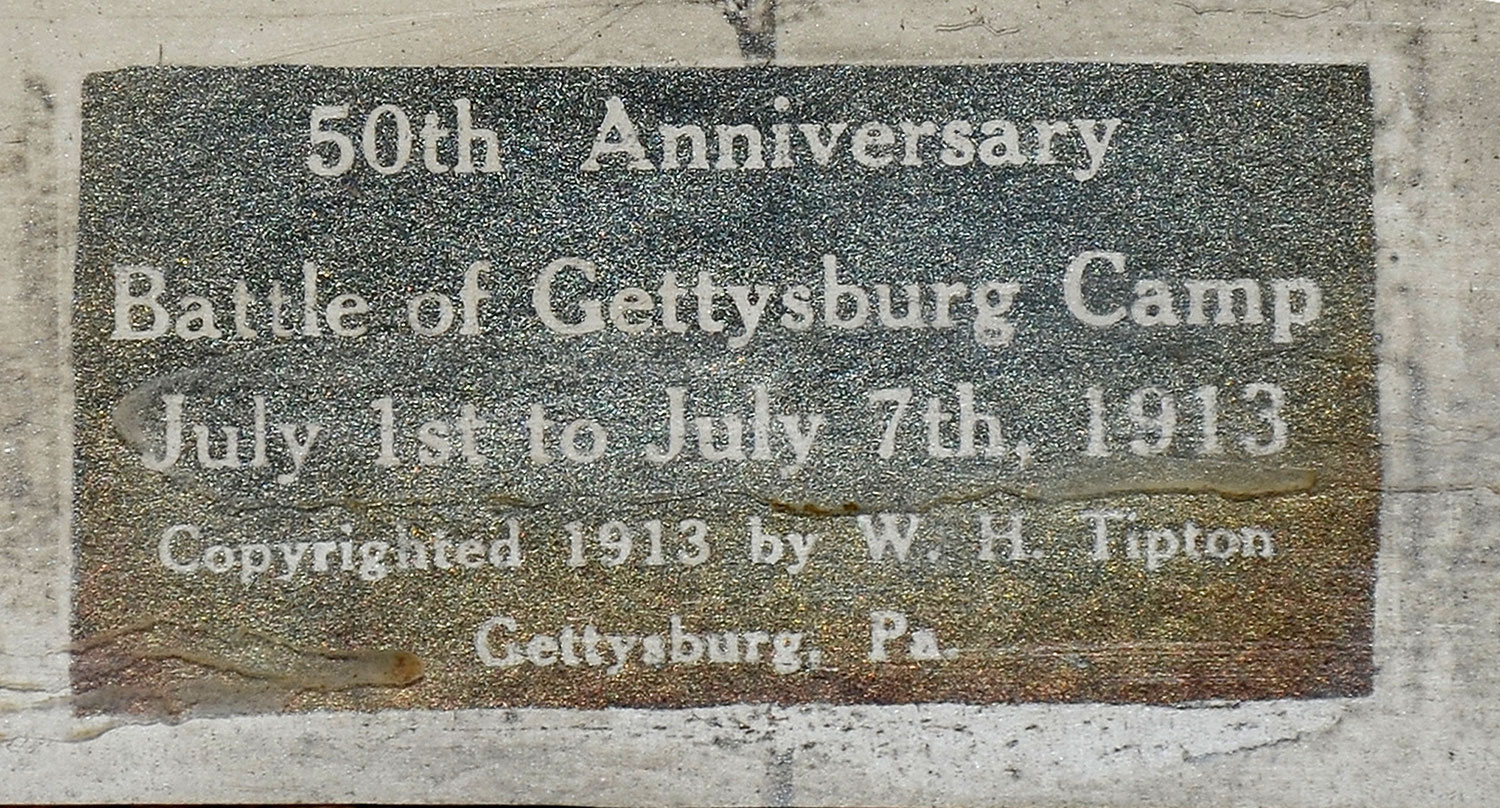 50th Anniversary
Battle of Gettysburg Camp
July 1st to July 7th, 1913
Copyrighted 1913 by W. H. Tipton
Gettysburg, Pa.